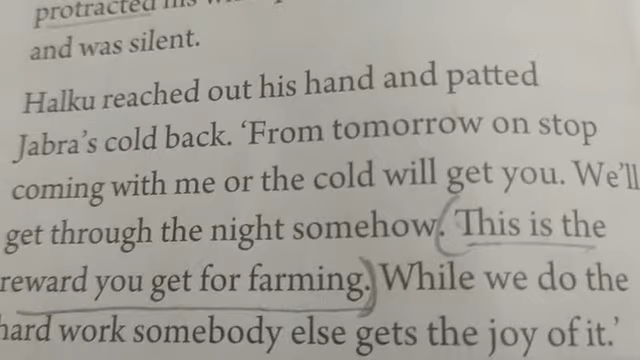 protracted his
and was silent.
Halku reached out his hand and patted
Jabra's cold back. 'From tomorrow on stop
coming with me or the cold will get you. We'll
get through the night somehow. This is the
reward you get for farming. While we do the
hard work somebody else gets the joy of it.'